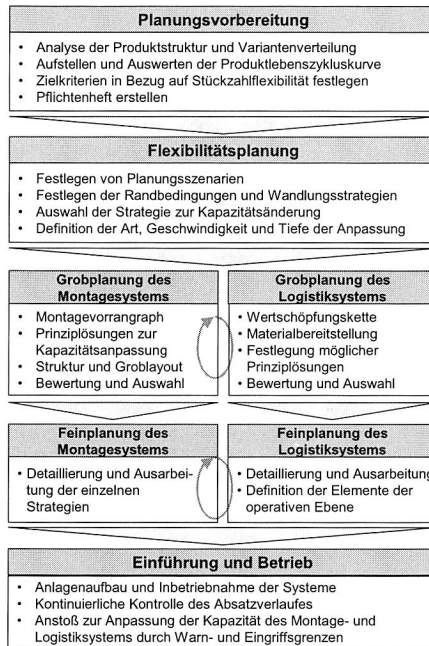 Planungsvorbereitung
• Analyse der Produktstruktur und Variantenverteilung
• Aufstellen und Auswerten der Produktlebenszykluskurve
• Zielkriterien in Bezug auf Stückzahlflexibilität festlegen
• Pflichtenheft erstellen
Flexibilitätsplanung
• Festlegen von Planungsszenarien
• Festlegen der Randbedingungen und Wandlungsstrategien
• Auswahl der Strategie zur Kapazitätsänderung
• Definition der Art, Geschwindigkeit und Tiefe der Anpassung
Grobplanung des
Montagesystems
• Montagevorrangraph
• Prinziplösungen zur
Kapazitätsanpassung
• Struktur und Groblayout
• Bewertung und Auswahl
Grobplanung des
Logistiksystems
• Wertschöpfungskette
• Materialbereitstellung
• Festlegung möglicher
Prinziplösungen
• Bewertung und Auswahl
Feinplanung des
Montagesystems
• Detaillierung und Ausarbei-
tung der einzelnen
Strategien
Feinplanung des
Logistiksystems
• Detaillierung und Ausarbeitung
• Definition der Elemente der
operativen Ebene
Einführung und Betrieb
• Anlagenaufbau und Inbetriebnahme der Systeme
• Kontinuierliche Kontrolle des Absatzverlaufes
• Anstoß zur Anpassung der Kapazität des Montage- und
Logistiksystems durch Warn- und Eingriffsgrenzen